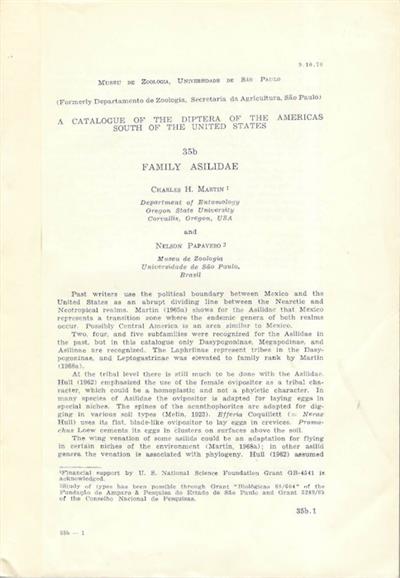 9.10.70
MUSEU DE ZOOLOGIA, UNIVERSIDADE DE SÃO PAULO
(Formerly Departamento de Zoologia, Secretaria da Agricultura, São Paulo)
A CATALOGUE OF THE DIPTERA OF THE AMERICAS
SOUTH OF THE UNITED STATES
35b
FAMILY ASILIDAE
CHARLES H. MARTIN 1
Department of Entomology
Oregon State University
Corvallis, Oregon, USA
and
NELSON PAPAVERO 2
Museu de Zoologia
Universidade de São Paulo,
Brasil
Past writers use the political boundary between Mexico and the
United States as an abrupt dividing line between the Nearctic and
Neotropical realms. Martin (1965a) shows for the Asilidae that Mexico
represents a transition zone where the endemic genera of both realms
occur. Possibly Central America is an area similar to Mexico.
Two, four, and five subfamilies were recognized for the Asilidae in
the past, but in this catalogue only Dasypogoninae, Megapodinae, and
Asilinae are recognized. The Laphriinae represent tribes in the Dasy-
pogoninae, and Leptogastrinae was elevated to family rank by Martin
(1968a).
At the tribal level there is still much to be done with the Asilidae.
Hull (1962) emphasized the use of the female ovipositor as a tribal cha-
racter, which could be a homoplastic and not a phyletic character. In
many species of Asilidae the ovipositor is adapted for laying eggs in
special niches. The spines of the acanthophorites are adapted for dig-
ging in various soil types (Melin, 1923). Efferia Coquillett (= Nerax
Hull) uses its flat, blade-like ovipositor to lay eggs in crevices. Proma-
chus Loew cements its eggs in clusters on surfaces above the soil.
The wing venation of some asilids could be an adaptation for flying
in certain niches of the environment (Martin, 1968a); in other asilid
genera the venation is associated with phylogeny. Hull (1962) assumed
1Financial support by U. S. National Science Foundation Grant GB-4541 is
acknowledged.
2Study of types has been possible through Grant "Biológicas 68/604" of the
Fundação de Amparo à Pesquisa do Estado de São Paulo and Grant
of the Conselho Nacional de Pesquisas.
35b.1
35b — 1